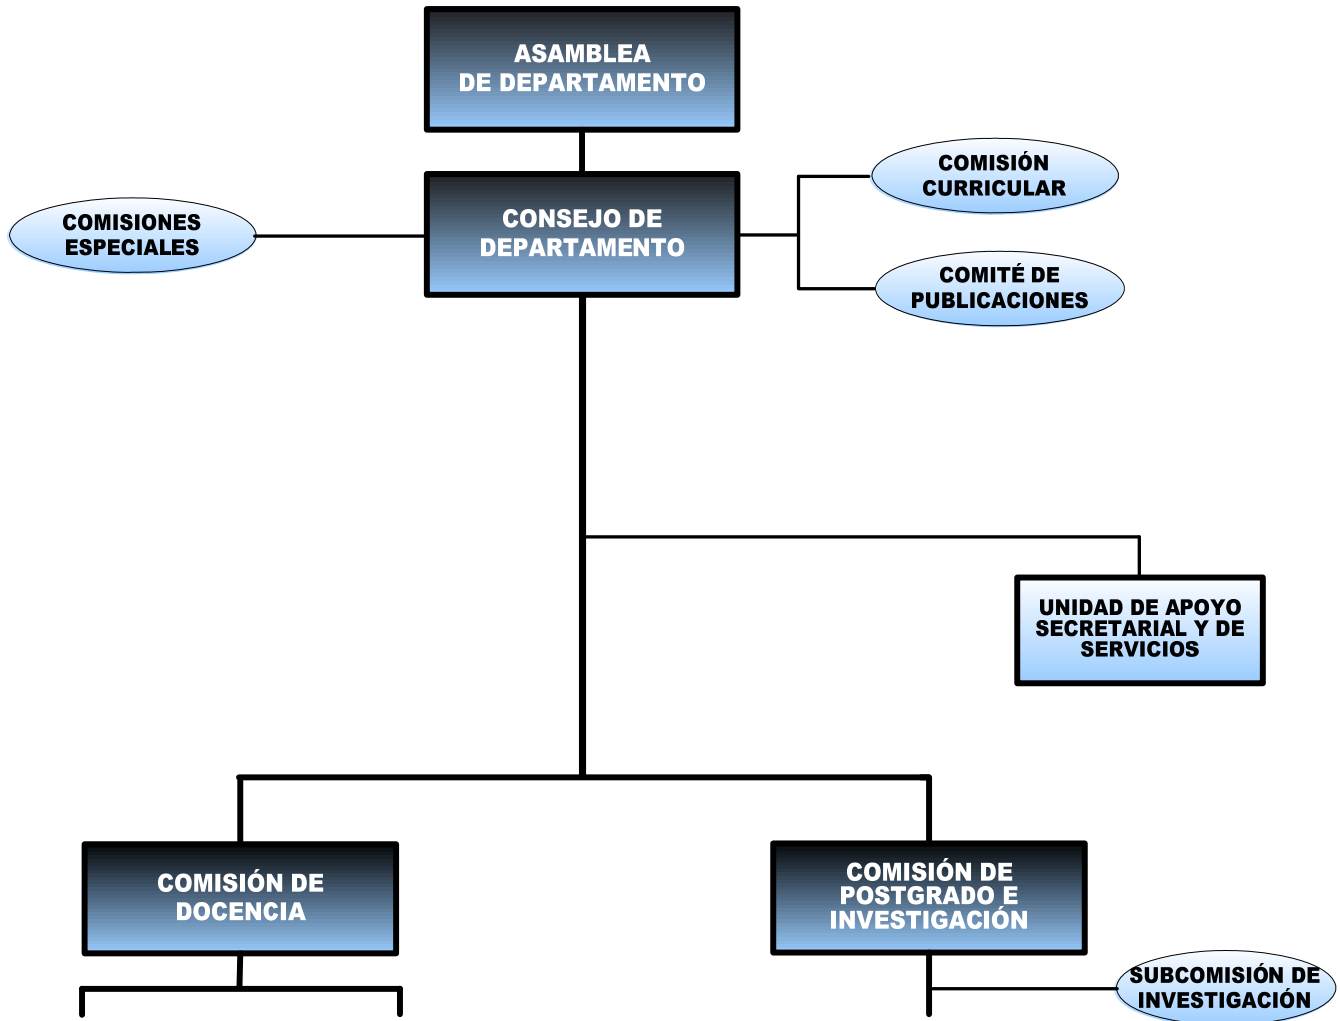 ASAMBLEA
DE DEPARTAMENTO
CONSEJO DE
DEPARTAMENTO
COMISIONES
ESPECIALES
COMISIÓN
CURRICULAR
COMITÉ DE
PUBLICACIONES
UNIDAD DE APOYO
SECRETARIAL Y DE
SERVICIOS
COMISIÓN DE
DOCENCIA
COMISIÓN DE
POSTGRADO E
INVESTIGACIÓN
SUBCOMISIÓN DE
INVESTIGACIÓN